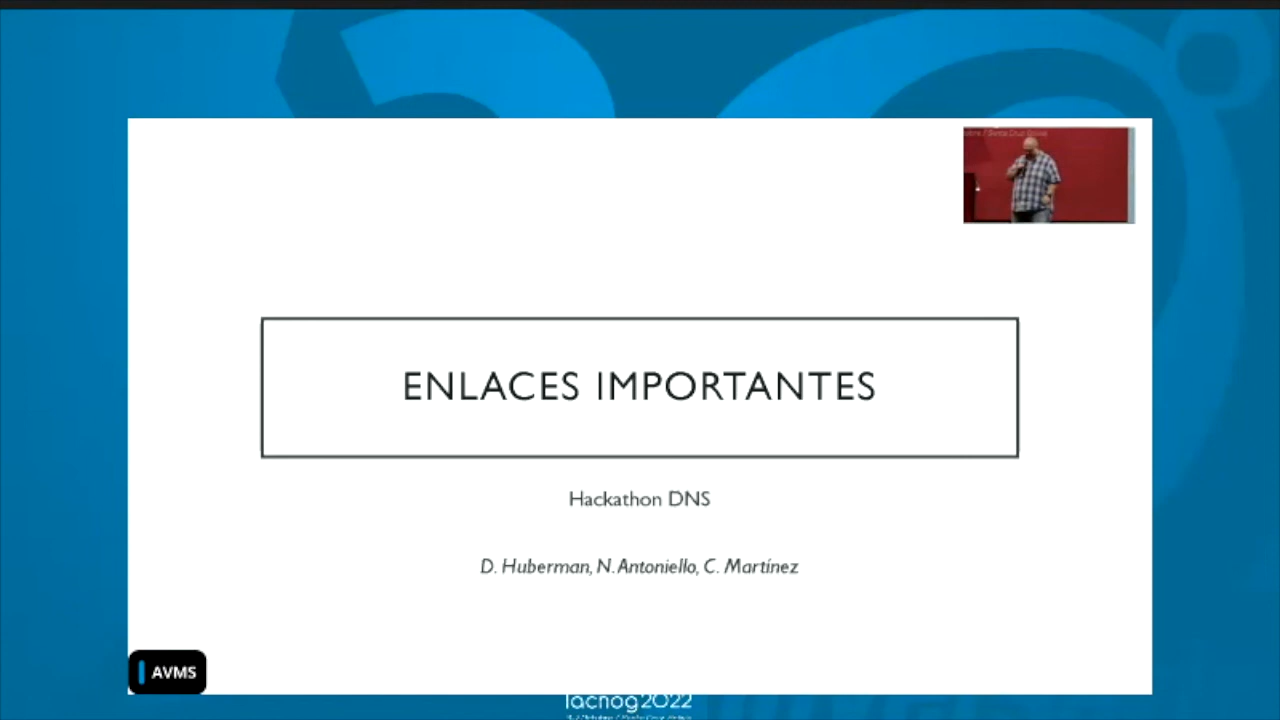 ENLACES IMPORTANTES
Hackathon DNS
D. Huberman, N. Antoniello, C. Martínez
AVMS
lacnog2022